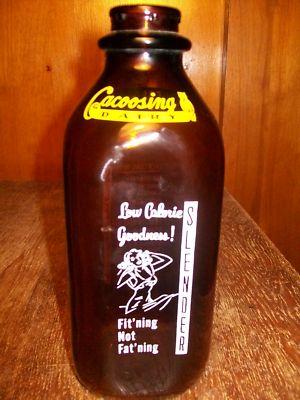 Cacoosing
DAIRY
Low Calorie
Goodness!
SLENDER
Fit'ning
Not
Fat'ning